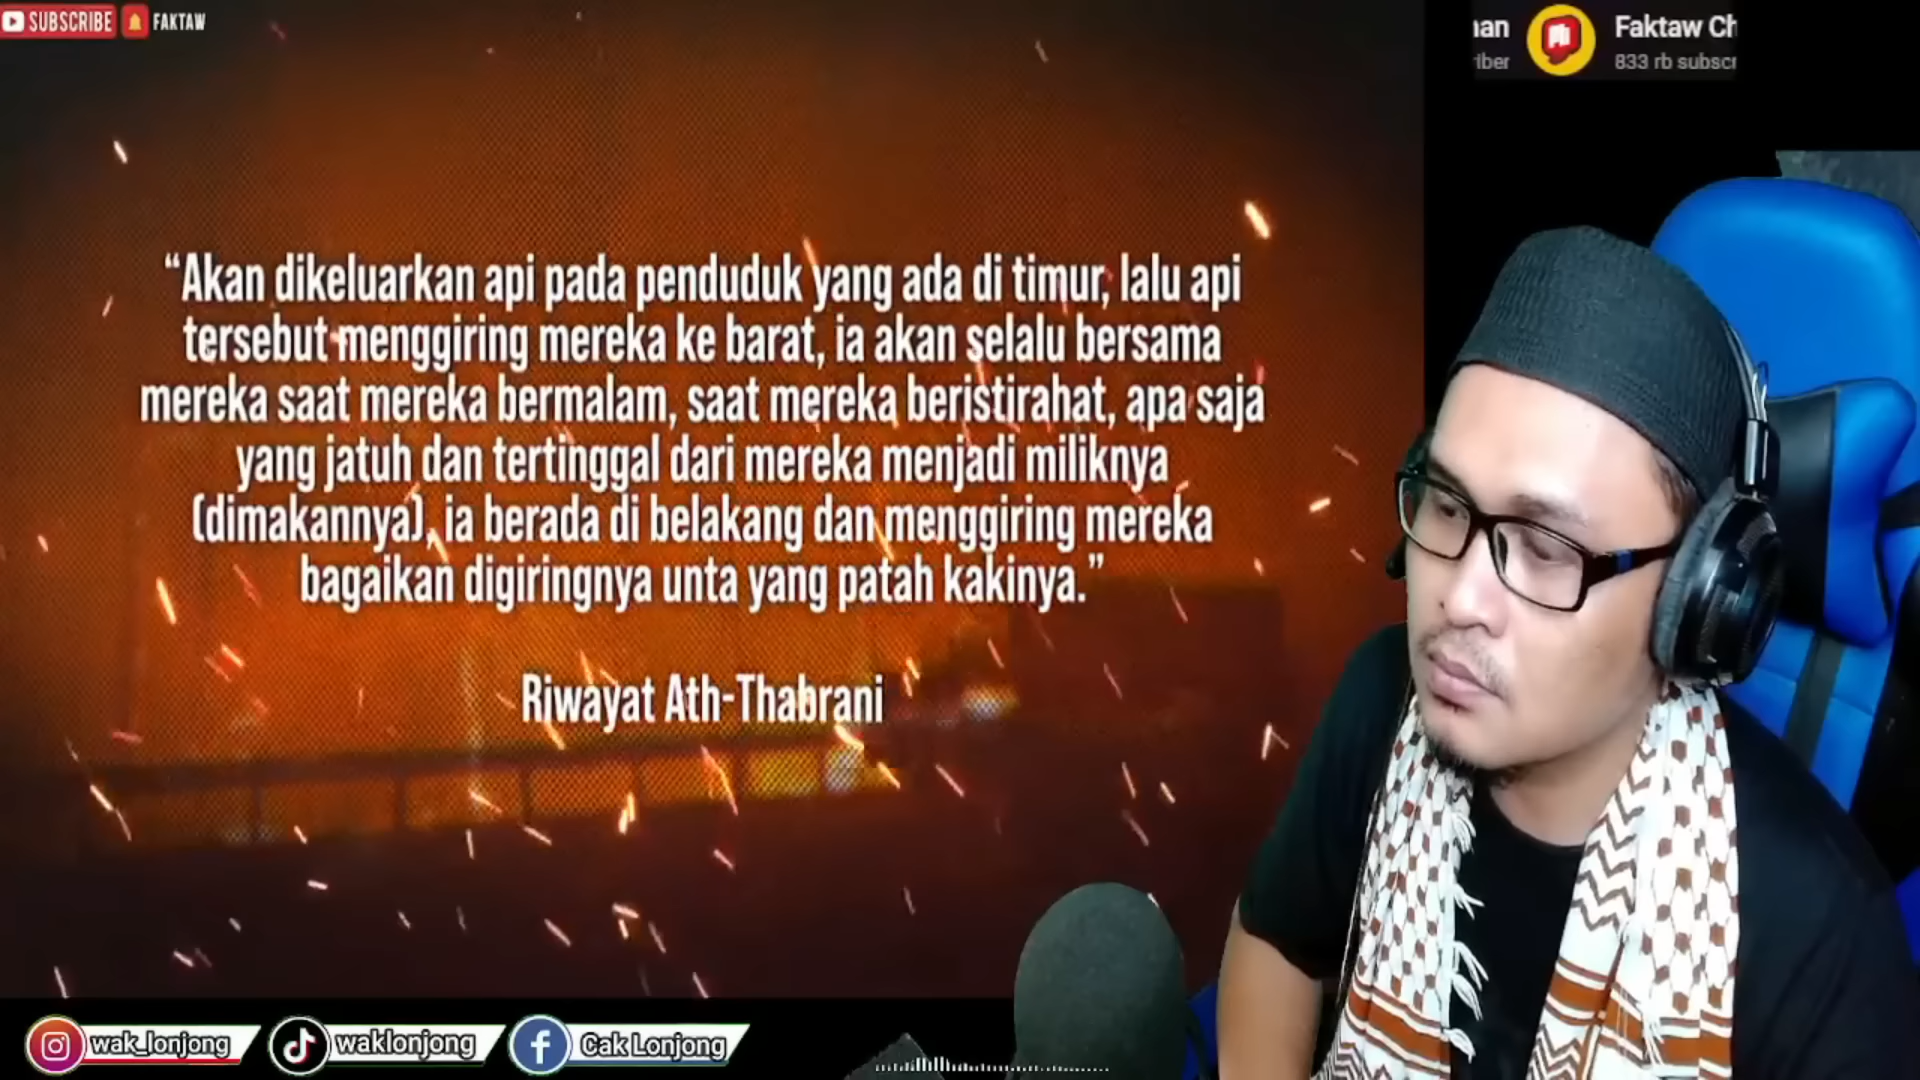 SUBSCRIBE FAKTAW
Faktaw Ch
833 rb subscr
“Akan dikeluarkan api pada penduduk yang ada di timur, lalu api
tersebut menggiring mereka ke barat, ia akan selalu bersama
mereka saat mereka bermalam, saat mereka beristirahat, apa saja
yang jatuh dan tertinggal dari mereka menjadi miliknya
(dimakannya), ia berada di belakang dan menggiring mereka
bagaikan digiringnya unta yang patah kakinya.”
Riwayat Ath-Thabrani
wak_lonjong waklonjong Cak Lonjong